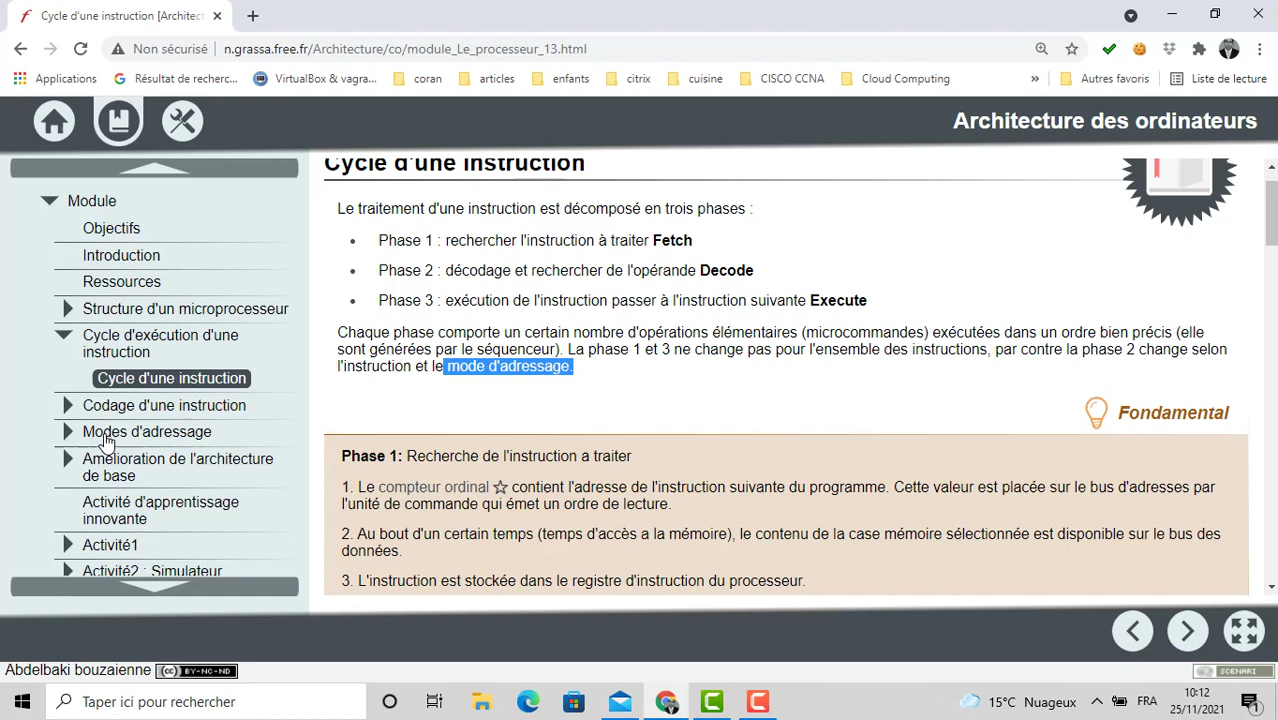 Cycle d'une instruction [Architect
Non sécurisé
n.grassa.free.fr/Architecture/co/module_Le_processeur_13.html
Applications
Résultat de recherc...
VirtualBox & vagra...
coran
articles
enfants
citrix
cuisine
CISCO CCNA
Cloud Computing
»
Autres favoris
Liste de lecture
Architecture des ordinateurs
Module
Objectifs
Introduction
Ressources
Structure d'un microprocesseur
Cycle d'exécution d'une
instruction
Cycle d'une instruction
Codage d'une instruction
Modes d'adressage
Amélioration de l'architecture
de base
Activité d'apprentissage
innovante
Activité1
Activité2 : Simulateur
Cycle d'une instruction
Le traitement d'une instruction est décomposé en trois phases :
• Phase 1 : rechercher l'instruction à traiter Fetch
• Phase 2 : décodage et rechercher de l'opérande Decode
• Phase 3 : exécution de l'instruction passer à l'instruction suivante Execute
Chaque phase comporte un certain nombre d'opérations élémentaires (microcommandes) exécutées dans un ordre bien précis (elle
sont générées par le séquenceur). La phase 1 et 3 ne change pas pour l'ensemble des instructions, par contre la phase 2 change selon
l'instruction et le mode d'adressage.
Fondamental
Phase 1: Recherche de l'instruction a traiter
1. Le compteur ordinal contient l'adresse de l'instruction suivante du programme. Cette valeur est placée sur le bus d'adresses par
l'unité de commande qui émet un ordre de lecture.
2. Au bout d'un certain temps (temps d'accès a la mémoire), le contenu de la case mémoire sélectionnée est disponible sur le bus des
données.
3. L'instruction est stockée dans le registre d'instruction du processeur.
Abdelbaki bouzaienne
(cc) BY-NC-ND
SCENARI
Taper ici pour rechercher
15°C Nuageux
FRA
10:12
25/11/2021
1